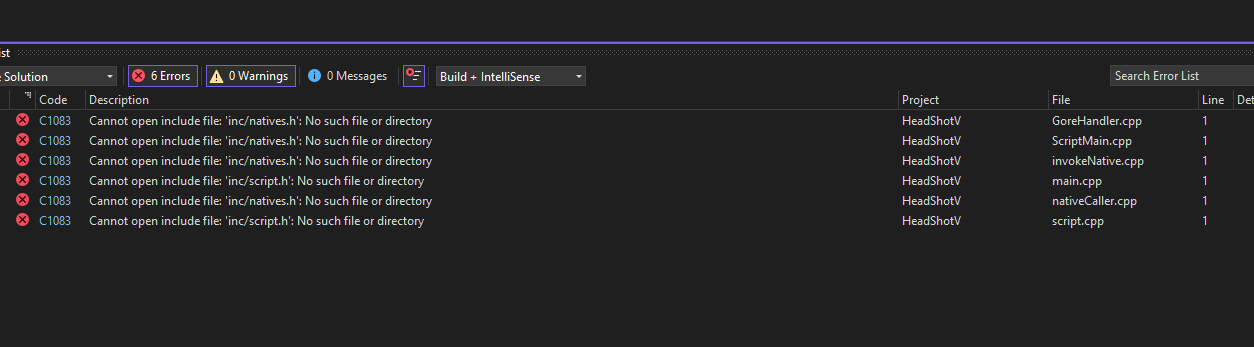 ist
e Solution 6 Errors 0 Warnings 0 Messages Build + IntelliSense Search Error List
Code Description Project File Line Det
C1083 Cannot open include file: 'inc/natives.h': No such file or directory HeadShotV GoreHandler.cpp 1
C1083 Cannot open include file: 'inc/natives.h': No such file or directory HeadShotV ScriptMain.cpp 1
C1083 Cannot open include file: 'inc/natives.h': No such file or directory HeadShotV invokeNative.cpp 1
C1083 Cannot open include file: 'inc/script.h': No such file or directory HeadShotV main.cpp 1
C1083 Cannot open include file: 'inc/natives.h': No such file or directory HeadShotV nativeCaller.cpp 1
C1083 Cannot open include file: 'inc/script.h': No such file or directory HeadShotV script.cpp 1